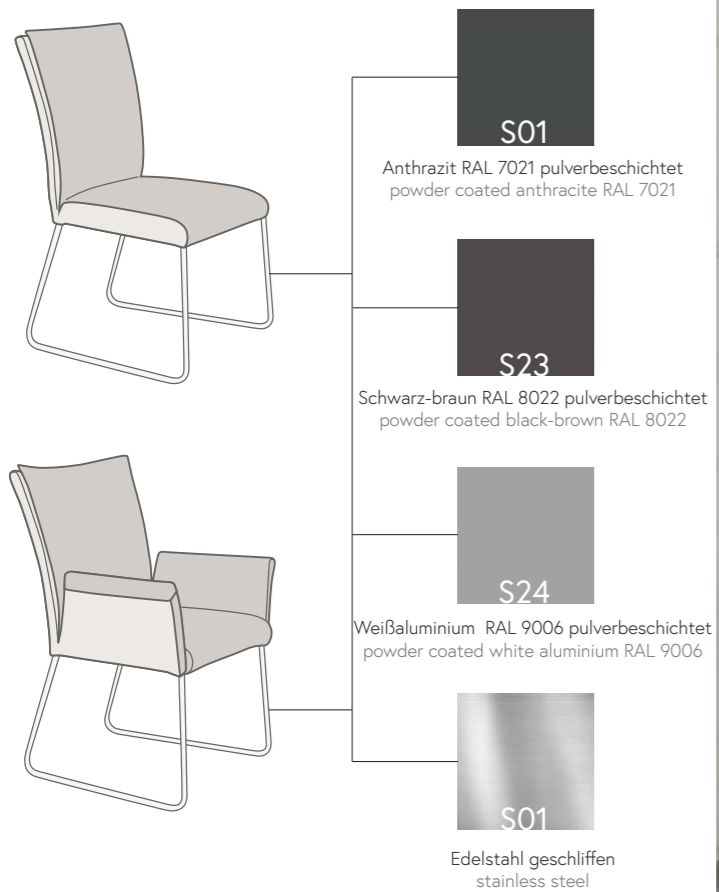 S01
Anthrazit RAL 7021 pulverbeschichtet
powder coated anthracite RAL 7021
S23
Schwarz-braun RAL 8022 pulverbeschichtet
powder coated black-brown RAL 8022
S24
Weißaluminium RAL 9006 pulverbeschichtet
powder coated white aluminium RAL 9006
S01
Edelstahl geschliffen
stainless steel